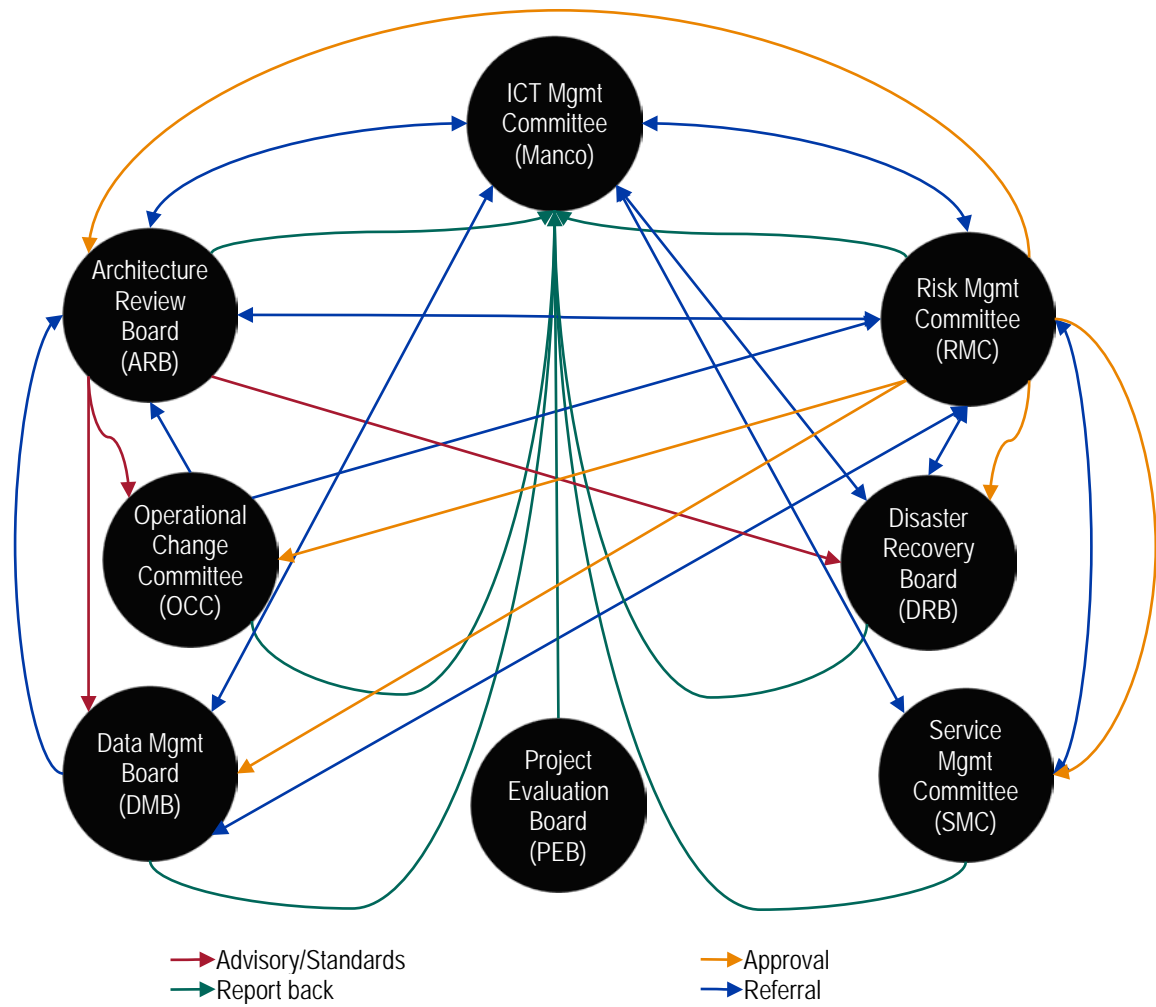 ICT Mgmt
Committee
(Manco)
Architecture
Review
Board
(ARB)
Risk Mgmt
Committee
(RMC)
Operational
Change
Committee
(OCC)
Disaster
Recovery
Board
(DRB)
Data Mgmt
Board
(DMB)
Project
Evaluation
Board
(PEB)
Service
Mgmt
Committee
(SMC)
Advisory/Standards
Approval
Report back
Referral